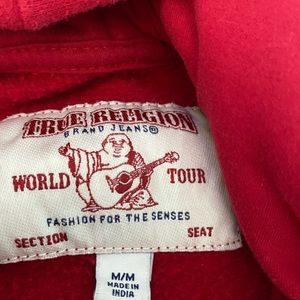 TRUE RELIGION
BRAND JEANS®
WORLD TOUR
FASHION FOR THE SENSES
SECTION SEAT
M/M
MADE IN
INDIA